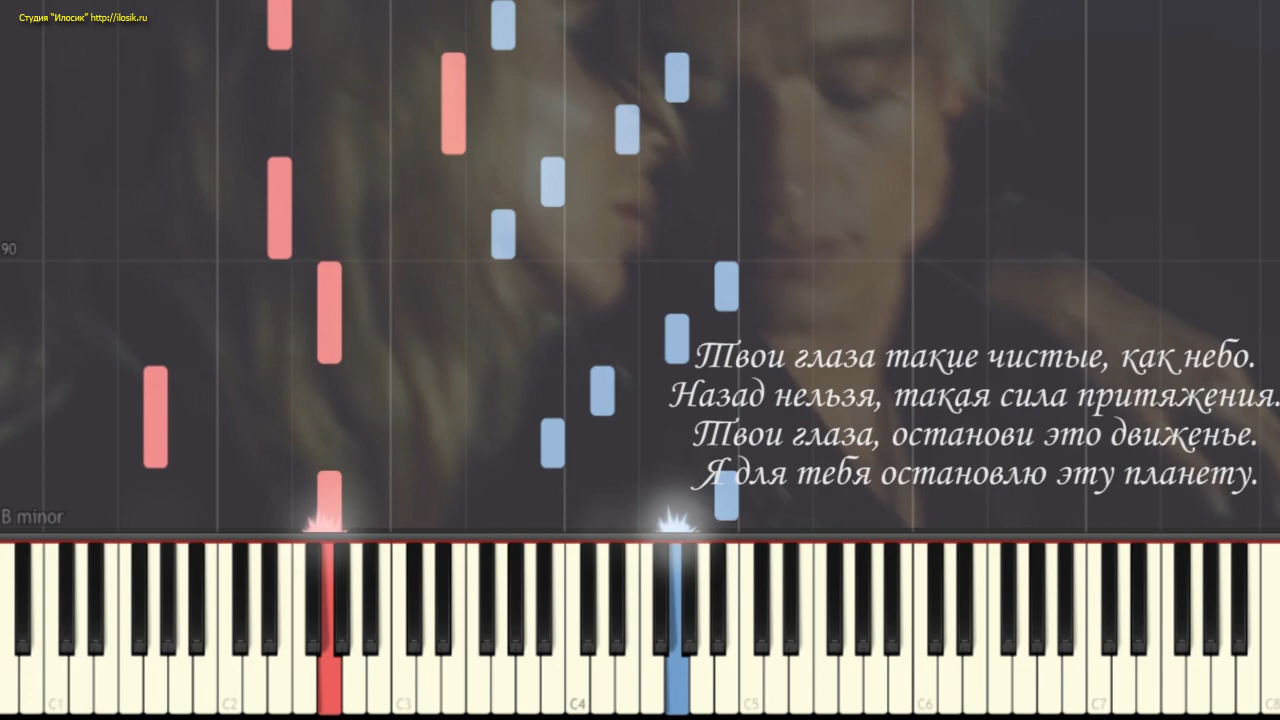 Студия "Илосик" http://ilosik.ru
90
Твои глаза такие чистые, как небо.
Назад нельзя, такая сила притяжения.
Твои глаза, останови это движенье.
Я для тебя остановлю эту планету.
B minor
C1 C2 C3 C4 C5 C6 C7 C8